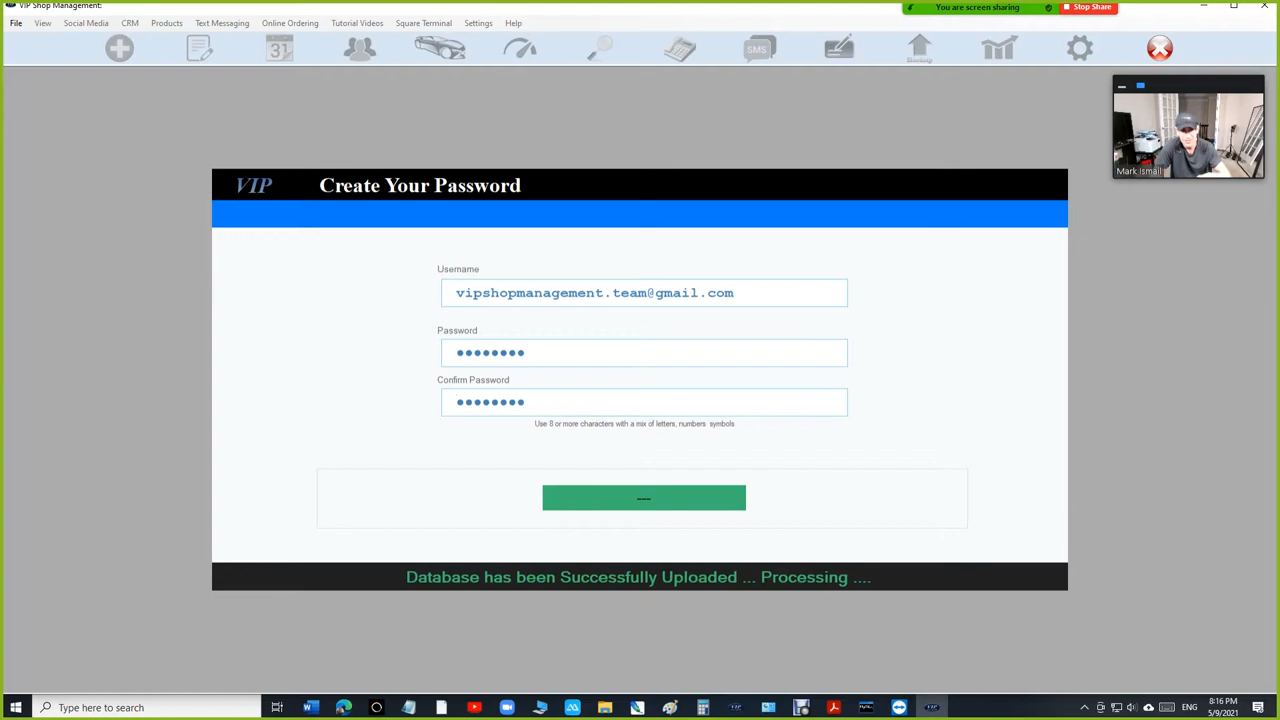 VIP Shop Management:
You are screen sharing
Stop Share
File View Social Media CRM Products Text Messaging Online Ordering Tutorial Videos Square Terminal Settings Help
31
SMS
Mark Ismail
VIP Create Your Password
Username
vipshopmanagement.team@gmail.com
Password
Confirm Password
Use 8 or more characters with a mix of letters, numbers symbols
Database has been Successfully Uploaded ... Processing ....
Type here to search
VIP
VIP
ENG
8:16 PM
5/9/2021